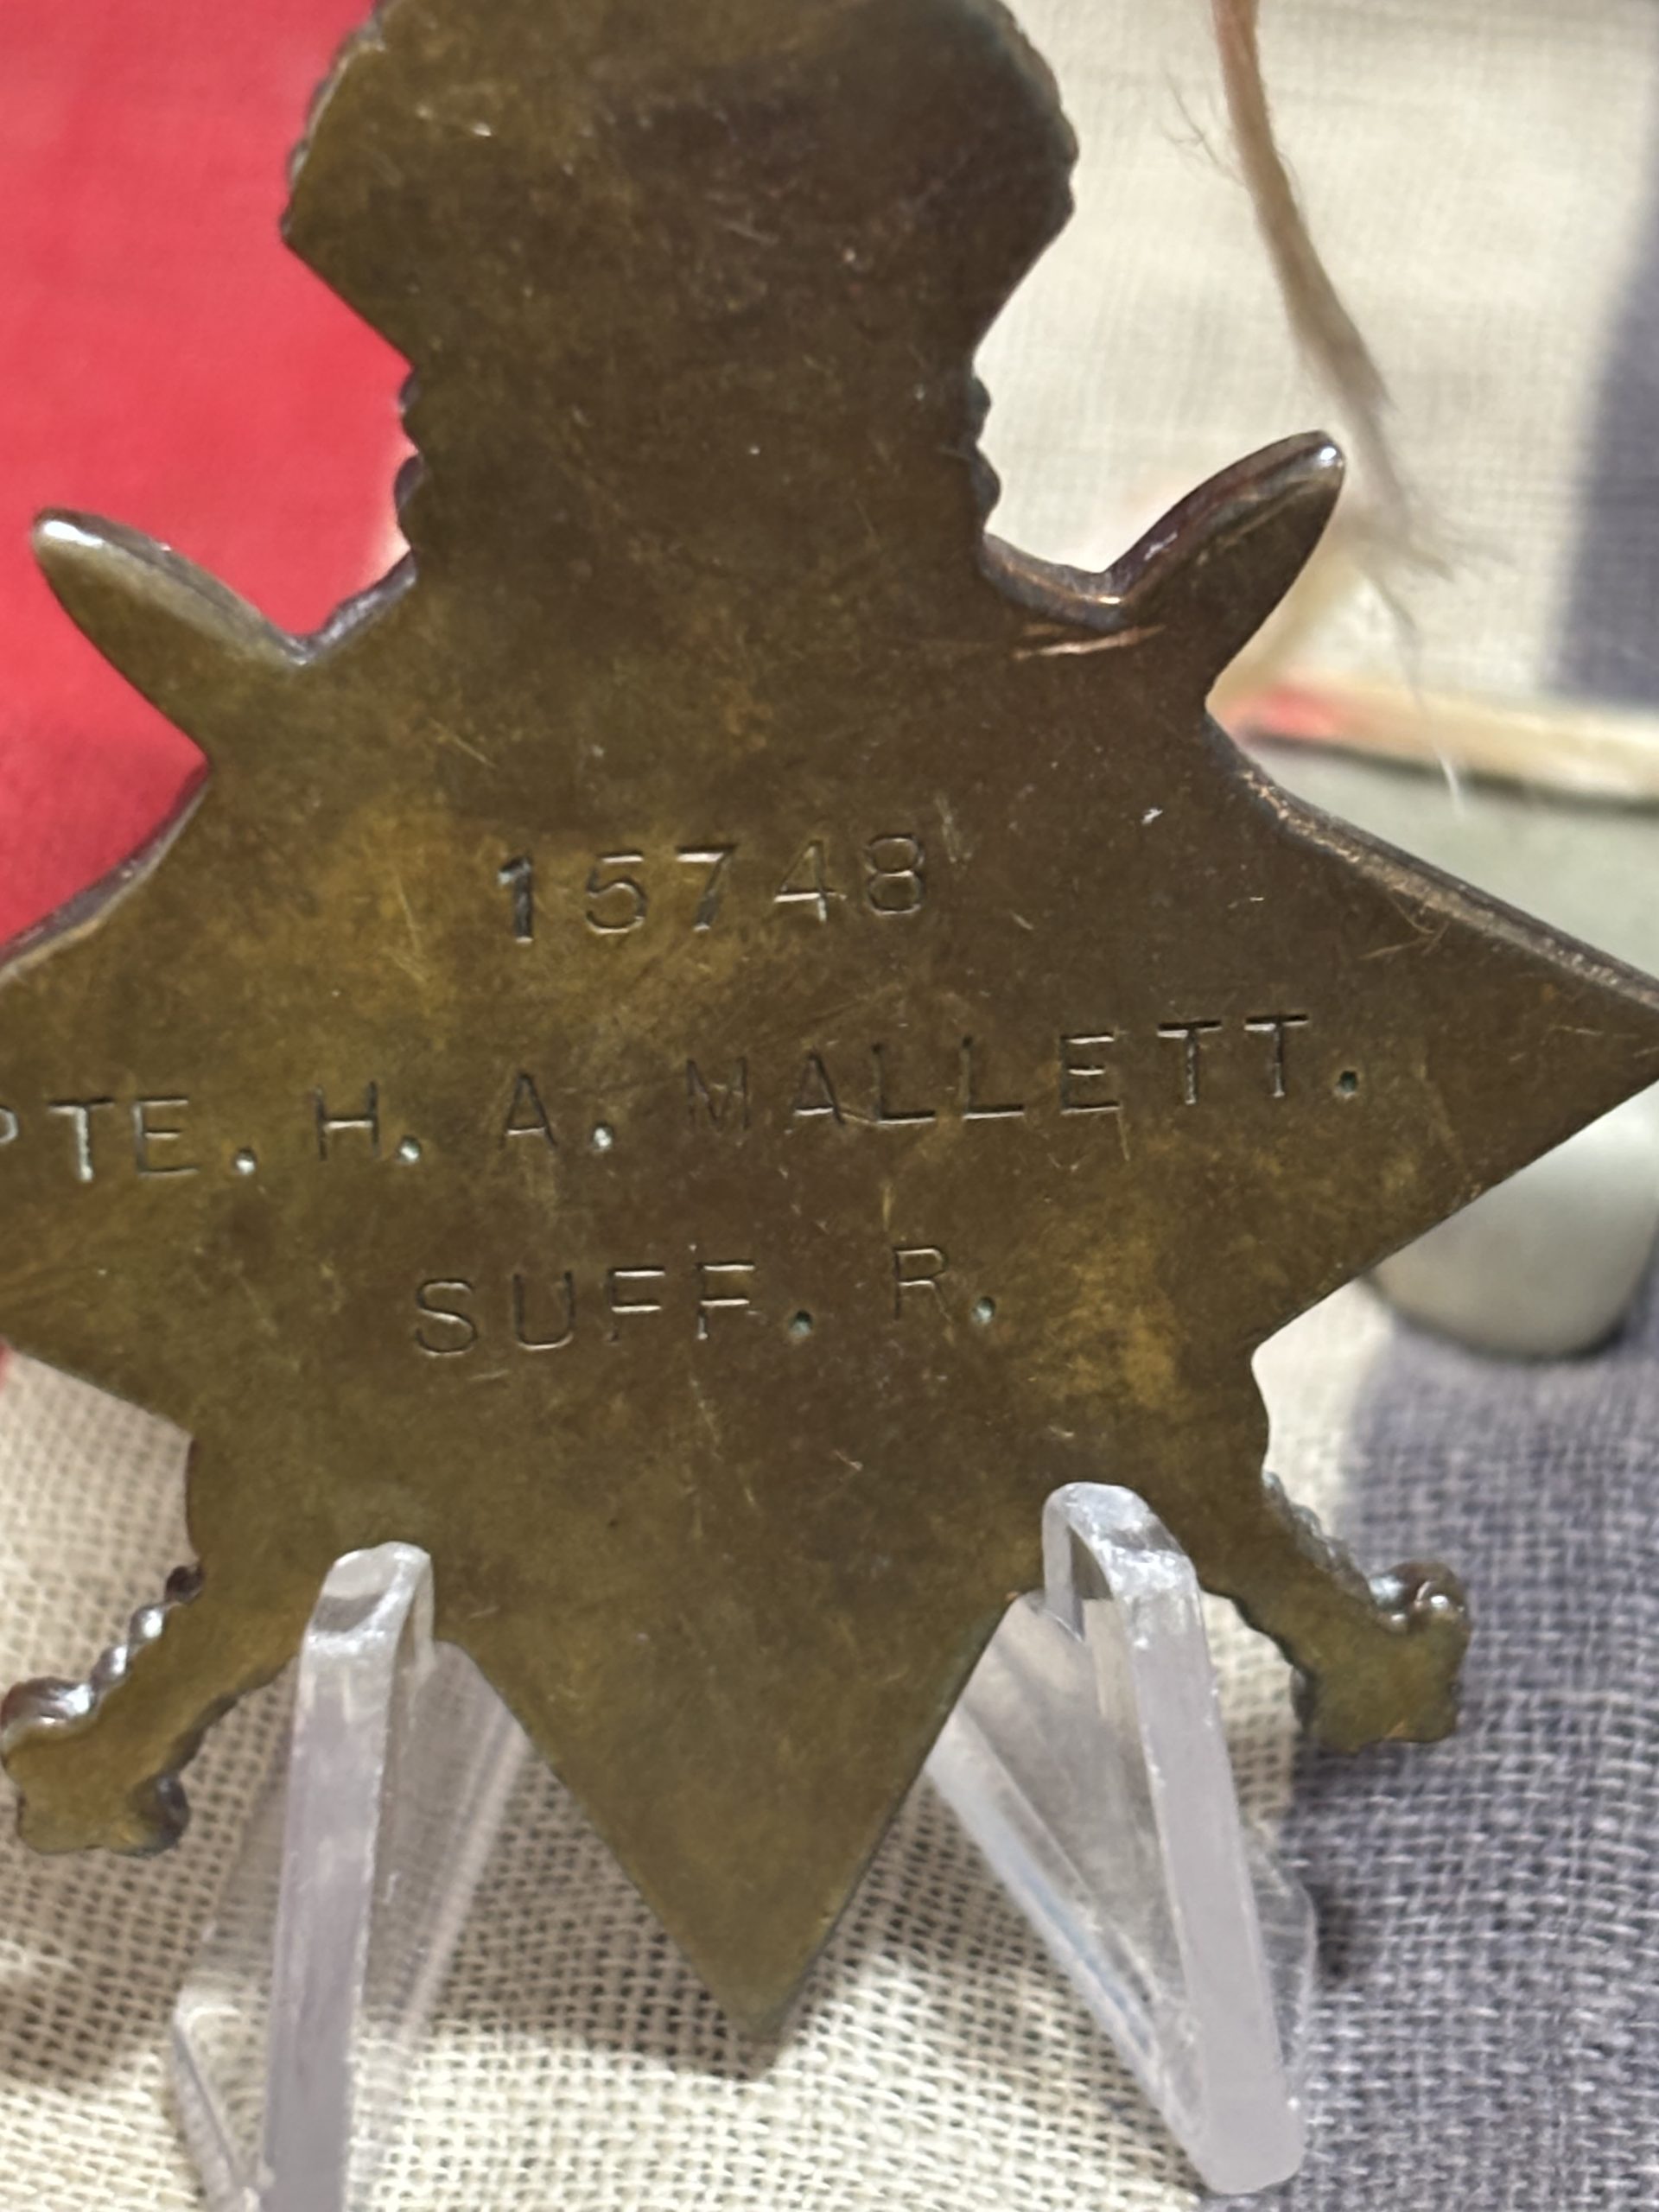 15748
PTE. H. A. MALLETT.
SUFF. R.